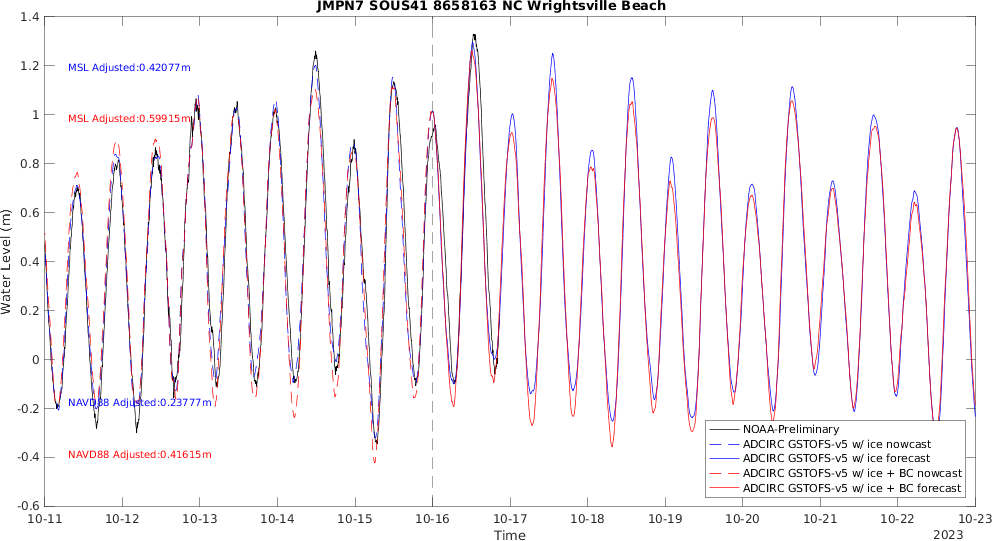 JMPN7 SOUS41 8658163 NC Wrightsville Beach
Water Level (m)
1.4
1.2
1
0.8
0.6
0.4
0.2
0
-0.2
-0.4
-0.6
MSL Adjusted:0.42077m
MSL Adjusted:0.59915m
NAVD88 Adjusted:0.23777m
NAVD88 Adjusted:0.41615m
NOAA-Preliminary
ADCIRC GSTOFS-v5 w/ ice nowcast
ADCIRC GSTOFS-v5 w/ ice forecast
ADCIRC GSTOFS-v5 w/ ice + BC nowcast
ADCIRC GSTOFS-v5 w/ ice + BC forecast
10-11 10-12 10-13 10-14 10-15 10-16 10-17 10-18 10-19 10-20 10-21 10-22 10-23
Time
2023